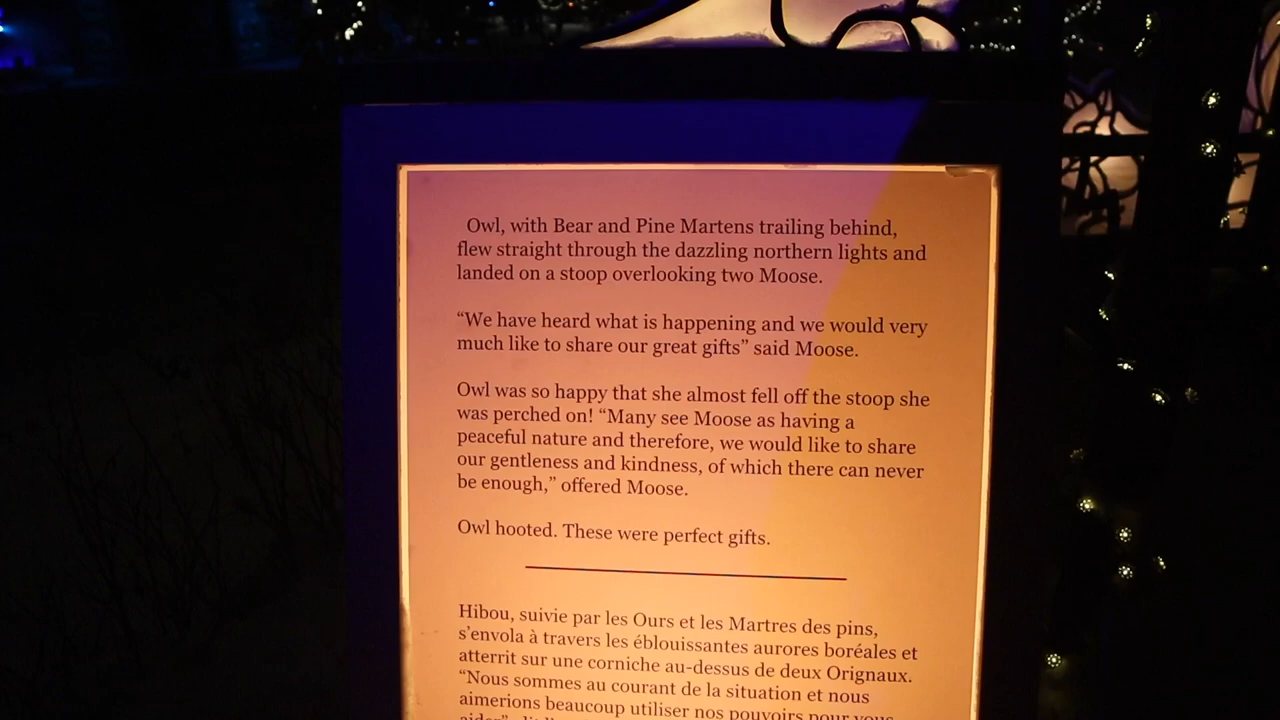 Owl, with Bear and Pine Martens trailing behind,
flew straight through the dazzling northern lights and
landed on a stoop overlooking two Moose.
“We have heard what is happening and we would very
much like to share our great gifts” said Moose.
Owl was so happy that she almost fell off the stoop she
was perched on! “Many see Moose as having a
peaceful nature and therefore, we would like to share
our gentleness and kindness, of which there can never
be enough,” offered Moose.
Owl hooted. These were perfect gifts.
Hibou, suivie par les Ours et les Martres des pins,
s’envola à travers les éblouissantes aurores boréales et
atterrit sur une corniche au-dessus de deux Orignaux.
“Nous sommes au courant de la situation et nous
aimerions beaucoup utiliser nos pouvoirs pour vous